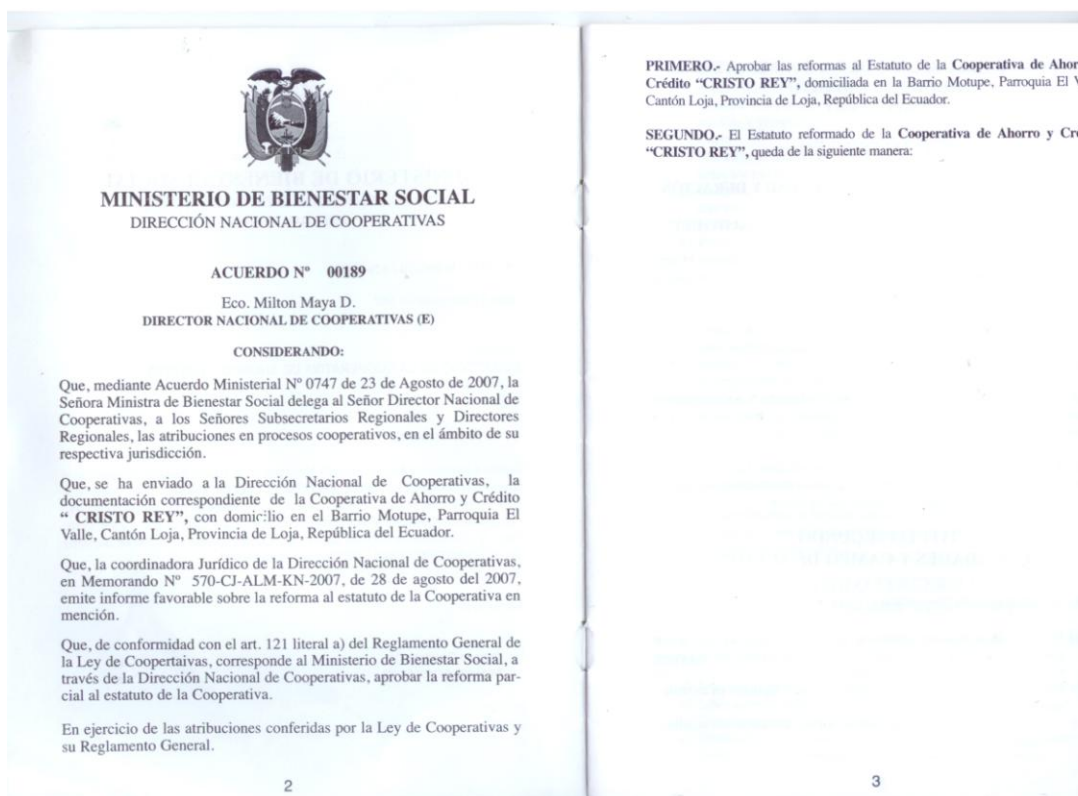 MINISTERIO DE BIENESTAR SOCIAL
DIRECCIÓN NACIONAL DE COOPERATIVAS
ACUERDO Nº 00189
Eco. Milton Maya D.
DIRECTOR NACIONAL DE COOPERATIVAS (E)
CONSIDERANDO:
Que, mediante Acuerdo Ministerial Nº 0747 de 23 de Agosto de 2007, la
Señora Ministra de Bienestar Social delega al Señor Director Nacional de
Cooperativas, a los Señores Subsecretarios Regionales y Directores
Regionales, las atribuciones en procesos cooperativos, en el ámbito de su
respectiva jurisdicción.
Que, se ha enviado a la Dirección Nacional de Cooperativas, la
documentación correspondiente de la Cooperativa de Ahorro y Crédito
“ CRISTO REY”, con domicilio en el Barrio Motupe, Parroquia El
Valle, Cantón Loja, Provincia de Loja, República del Ecuador.
Que, la coordinadora Jurídico de la Dirección Nacional de Cooperativas,
en Memorando Nº 570-CJ-ALM-KN-2007, de 28 de agosto del 2007,
emite informe favorable sobre la reforma al estatuto de la Cooperativa en
mención.
Que, de conformidad con el art. 121 literal a) del Reglamento General de
la Ley de Coopertaivas, corresponde al Ministerio de Bienestar Social, a
través de la Dirección Nacional de Cooperativas, aprobar la reforma par-
cial al estatuto de la Cooperativa.
En ejercicio de las atribuciones conferidas por la Ley de Cooperativas y
su Reglamento General.
2
PRIMERO.- Aprobar las reformas al Estatuto de la Cooperativa de Ahor
Crédito “CRISTO REY”, domiciliada en la Barrio Motupe, Parroquia El V
Cantón Loja, Provincia de Loja, República del Ecuador.
SEGUNDO.- El Estatuto reformado de la Cooperativa de Ahorro y Cre
“CRISTO REY”, queda de la siguiente manera:
3